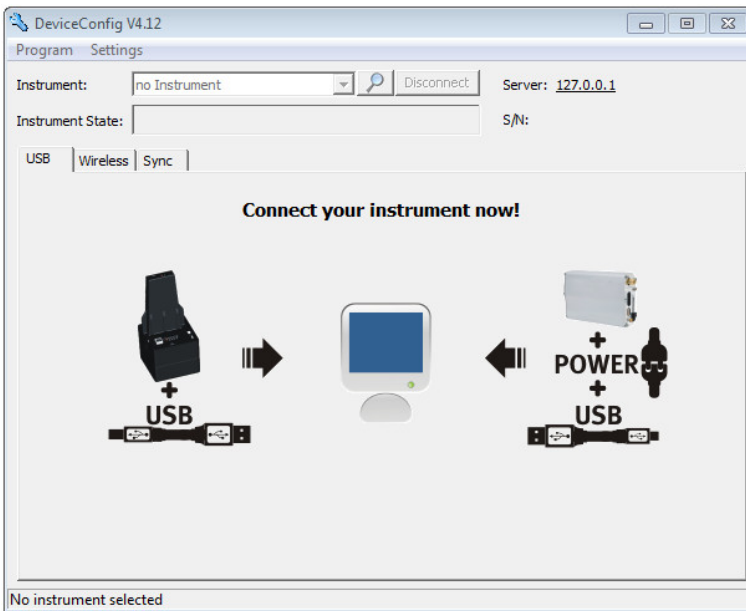 DeviceConfig V4.12
Program Settings
Instrument: no Instrument Disconnect Server: 127.0.0.1
Instrument State: S/N:
USB Wireless Sync
Connect your instrument now!
+
POWER
+
+
USB USB
No instrument selected